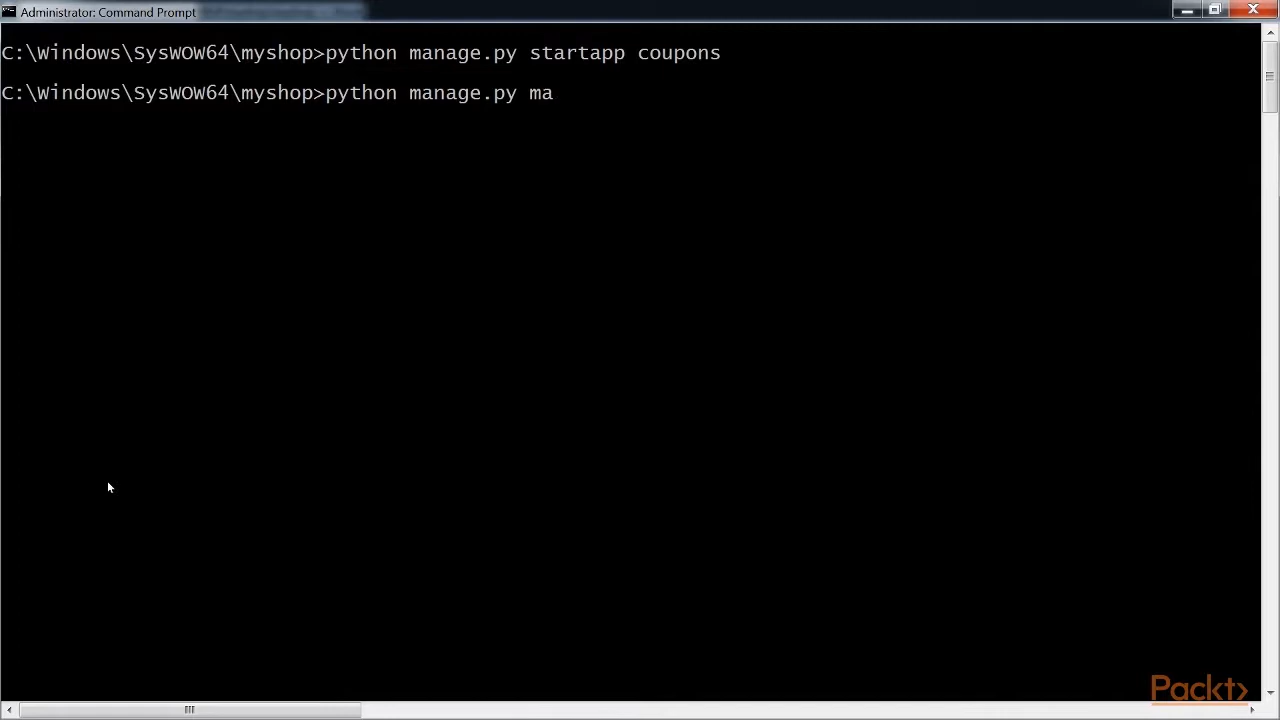 Administrator: Command Prompt
C:\Windows\SysWOW64\myshop>python manage.py startapp coupons
C:\Windows\SysWOW64\myshop>python manage.py ma
Packt>